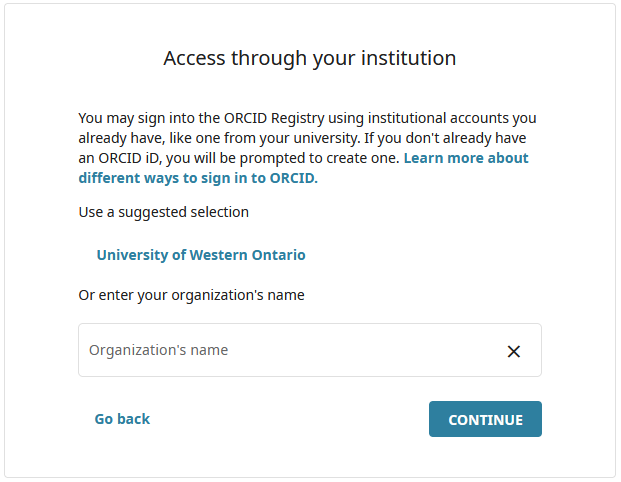 Access through your institution
You may sign into the ORCID Registry using institutional accounts you
already have, like one from your university. If you don't already have
an ORCID iD, you will be prompted to create one. Learn more about
different ways to sign in to ORCID.
Use a suggested selection
University of Western Ontario
Or enter your organization's name
Organization's name
Go back
CONTINUE